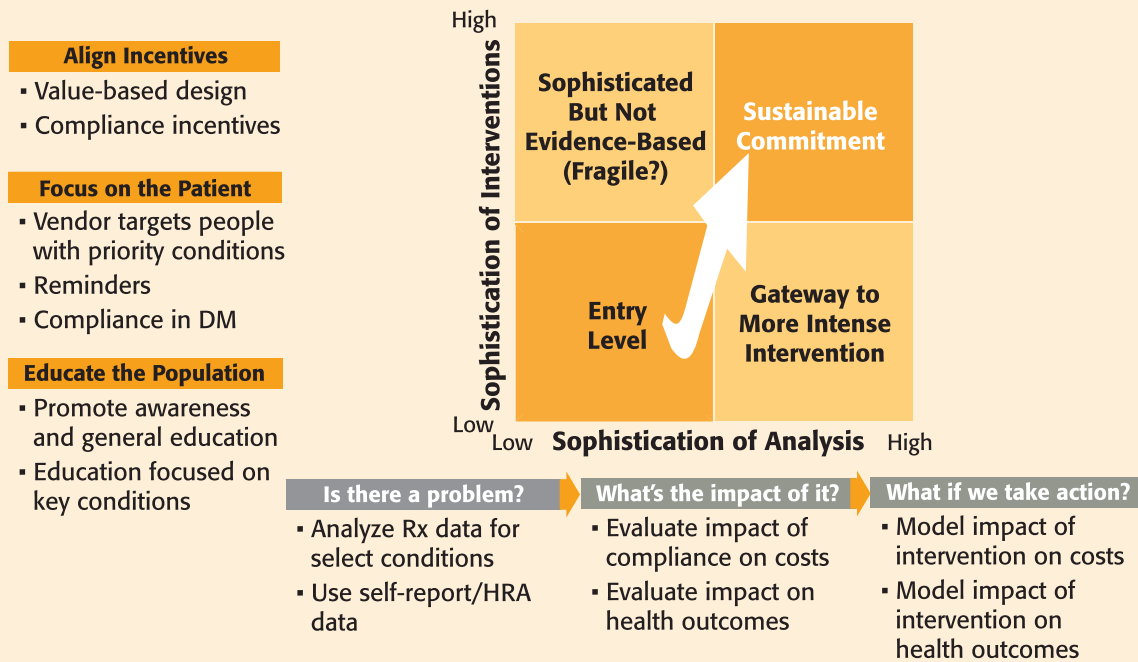 Align Incentives
▪ Value-based design
▪ Compliance incentives
Focus on the Patient
▪ Vendor targets people
with priority conditions
▪ Reminders
▪ Compliance in DM
Educate the Population
▪ Promote awareness
and general education
▪ Education focused on
key conditions
High
Sophistication of Interventions
Low
Sophisticated
But Not
Evidence-Based
(Fragile?)
Sustainable
Commitment
Entry
Level
Gateway to
More Intense
Intervention
Low
Sophistication of Analysis
High
Is there a problem?
▪ Analyze Rx data for
select conditions
▪ Use self-report/HRA
data
What's the impact of it?
▪ Evaluate impact of
compliance on costs
▪ Evaluate impact on
health outcomes
What if we take action?
▪ Model impact of
intervention on costs
▪ Model impact of
intervention on
health outcomes